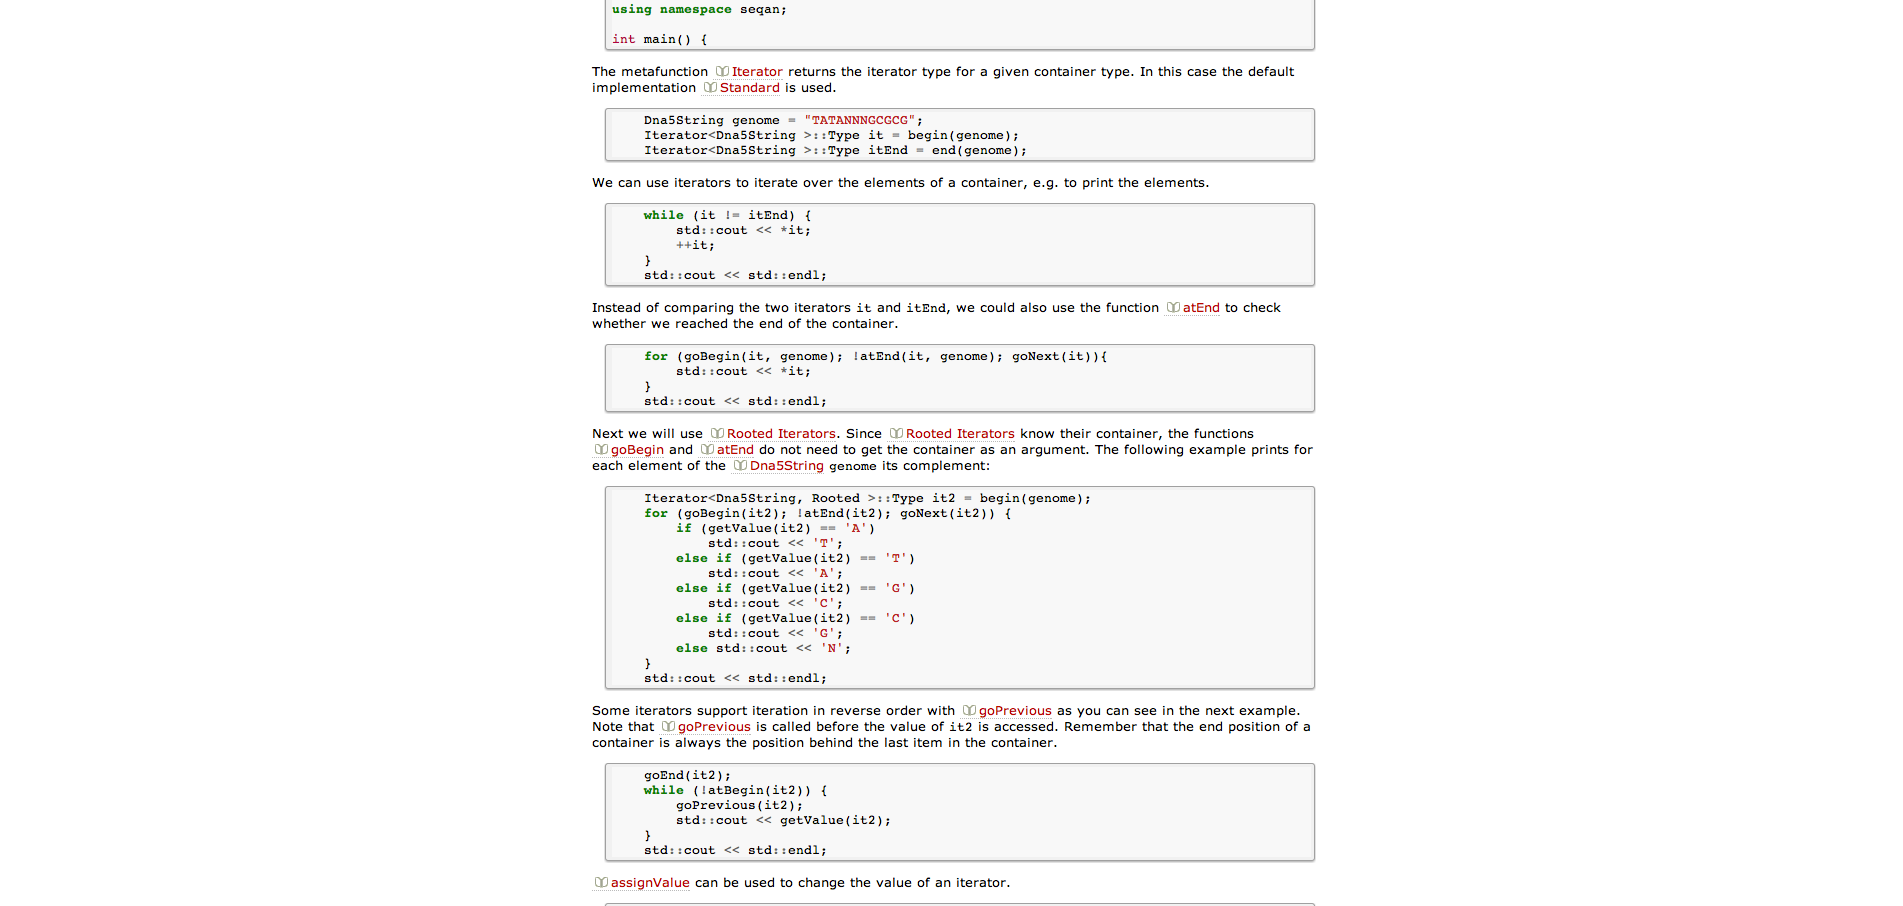 using namespace seqan;
int main() {
The metafunction Iterator returns the iterator type for a given container type. In this case the default
implementation Standard is used.
Dna5String genome = "TATANNNGCGCG";
Iterator<Dna5String >::Type it = begin(genome);
Iterator<Dna5String >::Type itEnd = end(genome);
We can use iterators to iterate over the elements of a container, e.g. to print the elements.
while (it != itEnd) {
std::cout << *it;
++it;
}
std::cout << std::endl;
Instead of comparing the two iterators it and itEnd, we could also use the function atEnd to check
whether we reached the end of the container.
for (goBegin(it, genome); !atEnd(it, genome); goNext(it)){
std::cout << *it;
}
std::cout << std::endl;
Next we will use Rooted Iterators. Since Rooted Iterators know their container, the functions
goBegin and atEnd do not need to get the container as an argument. The following example prints for
each element of the Dna5String genome its complement:
Iterator<Dna5String, Rooted >::Type it2 = begin(genome);
for (goBegin(it2); !atEnd(it2); goNext(it2)) {
if (getValue(it2) == 'A')
std::cout << 'T';
else if (getValue(it2) == 'T')
std::cout << 'A';
else if (getValue(it2) == 'G')
std::cout << 'C';
else if (getValue(it2) == 'C')
std::cout << 'G';
else std::cout << 'N';
}
std::cout << std::endl;
Some iterators support iteration in reverse order with goPrevious as you can see in the next example.
Note that goPrevious is called before the value of it2 is accessed. Remember that the end position of a
container is always the position behind the last item in the container.
goEnd(it2);
while (!atBegin(it2)) {
goPrevious(it2);
std::cout << getValue(it2);
}
std::cout << std::endl;
assignValue can be used to change the value of an iterator.